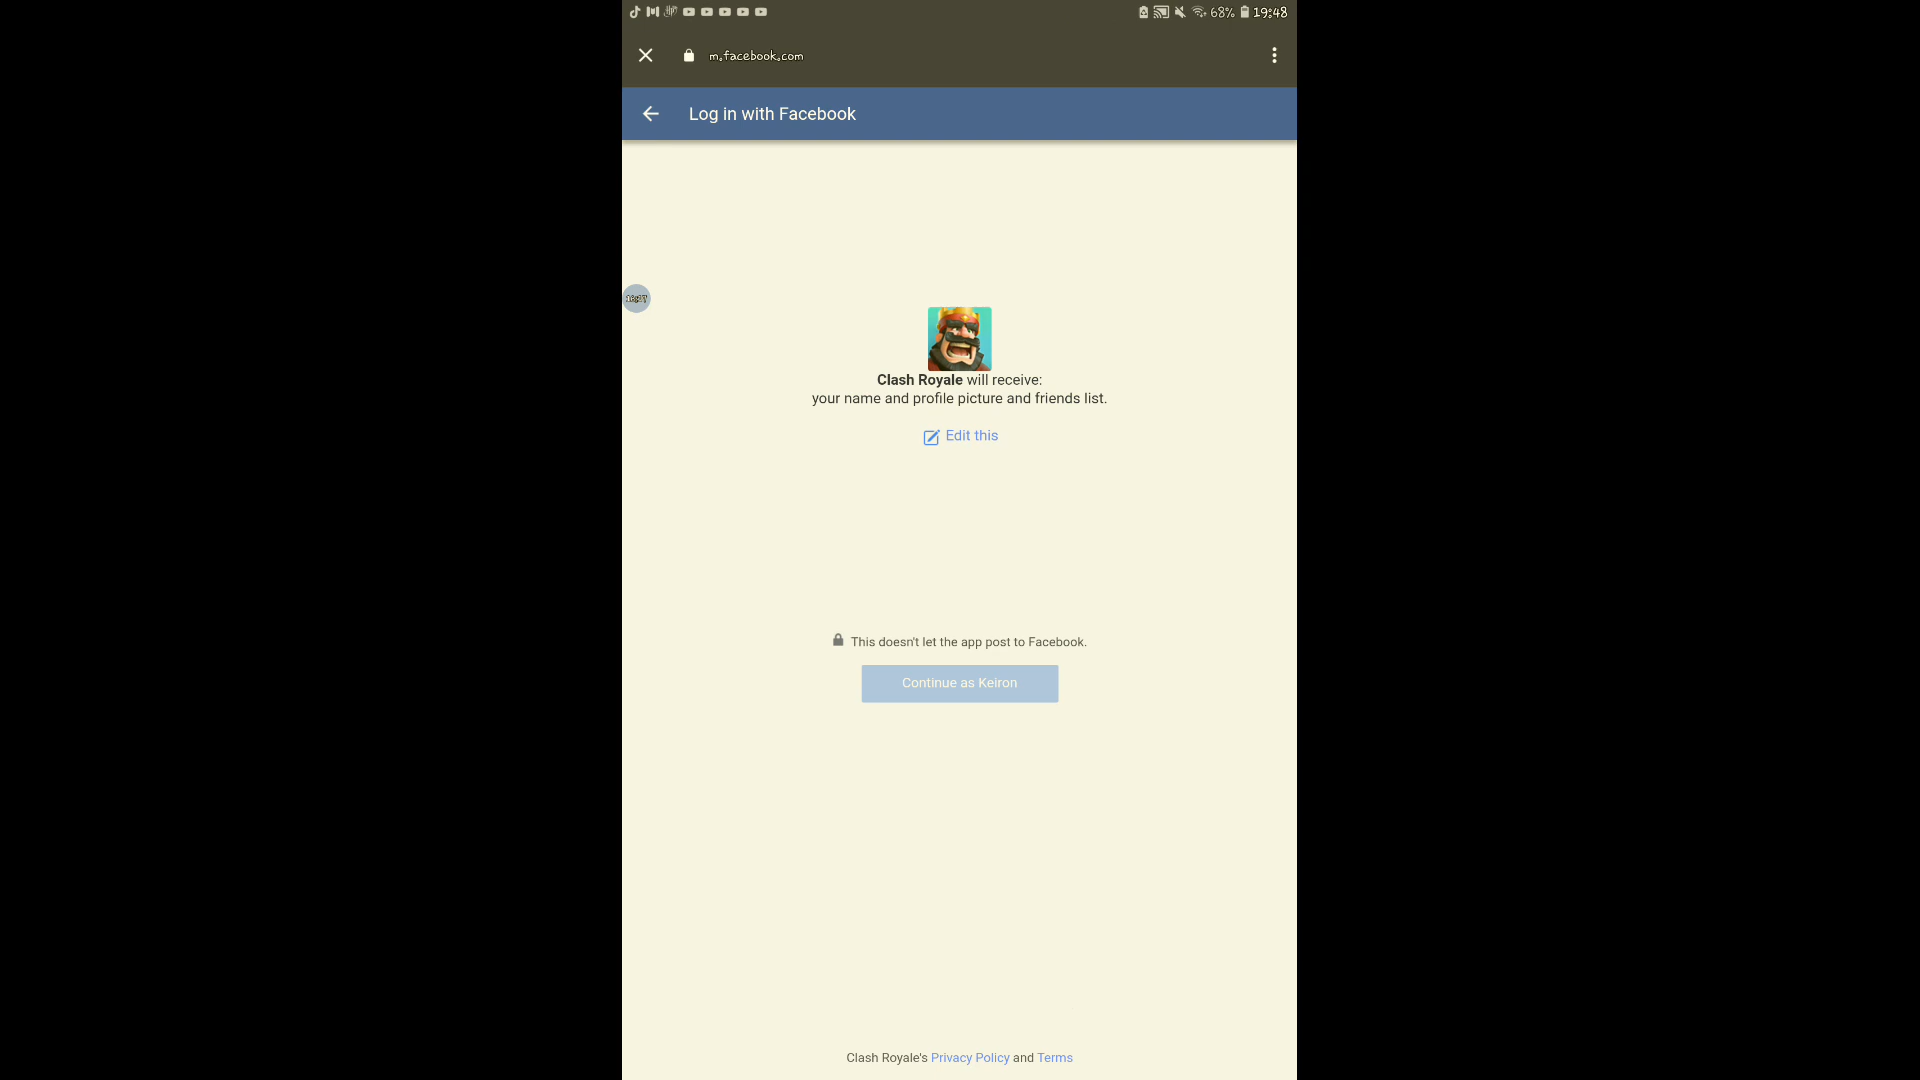 68% 19:48
m.facebook.com
Log in with Facebook
Clash Royale will receive:
your name and profile picture and friends list.
Edit this
This doesn't let the app post to Facebook.
Continue as Keiron
Clash Royale's Privacy Policy and Terms